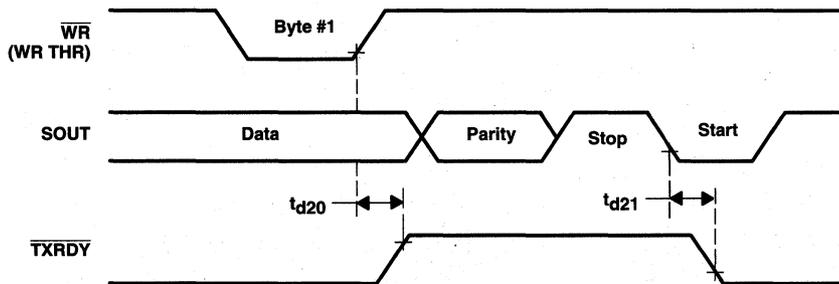 WR
(WR THR)
Byte #1
SOUT
Data
Parity
Stop
Start
td20
td21
TXRDY